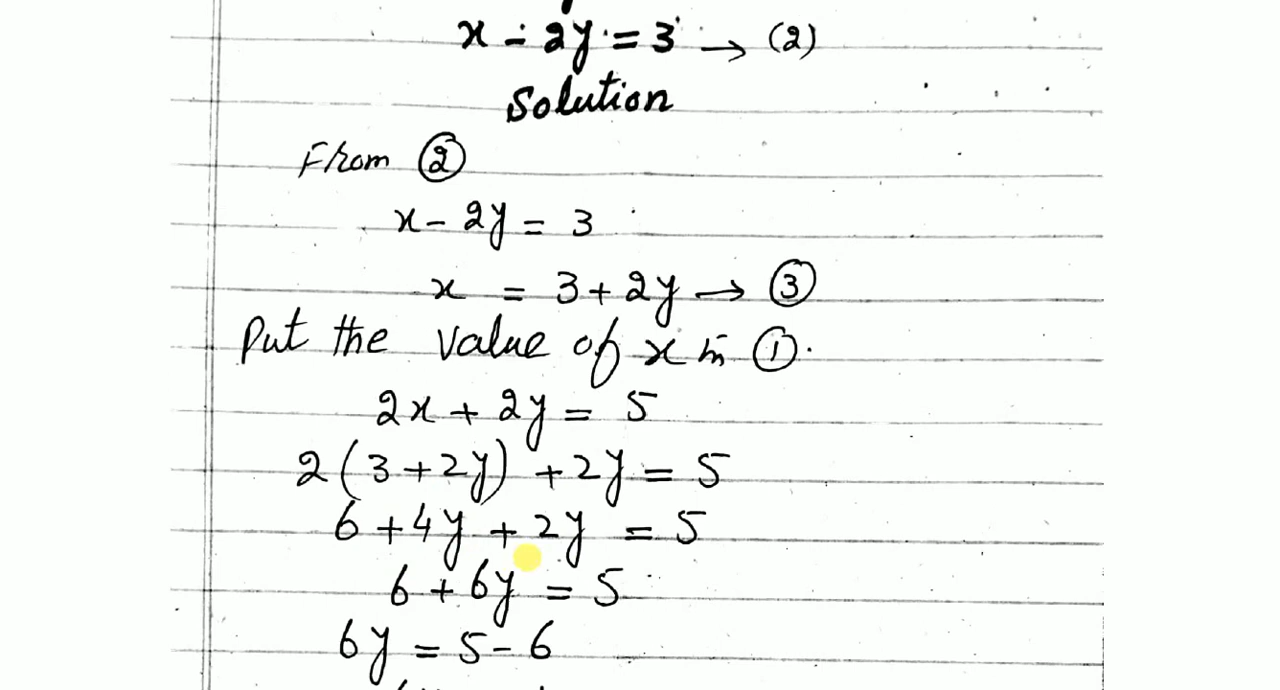 x - 2y = 3 → (2)
Solution
From ②
x - 2y = 3
x = 3 + 2y → ③
Put the value of x in ①.
2x + 2y = 5
2(3 + 2y) + 2y = 5
6 + 4y + 2y = 5
6 + 6y = 5
6y = 5 - 6